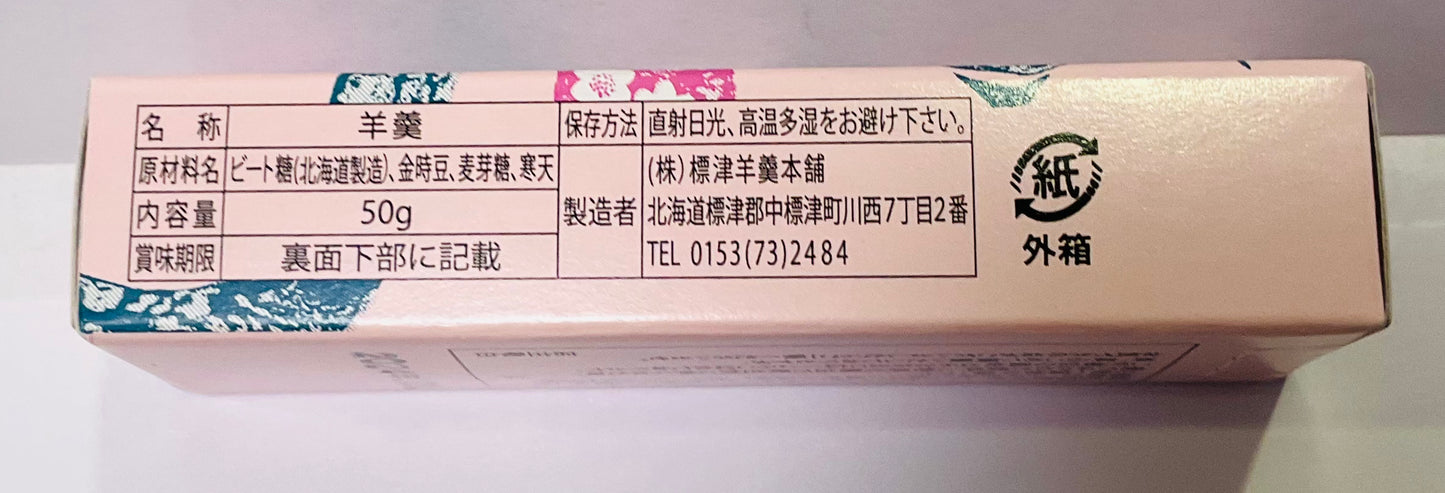 名 称 羊羹
原材料名 ビート糖(北海道製造)、金時豆、麦芽糖、寒天
内容量 50g
賞味期限 裏面下部に記載
保存方法 直射日光、高温多湿をお避け下さい。
製造者 (株)標津羊羹本舗
北海道標津郡中標津町川西7丁目2番
TEL 0153(73)2484
紙
外箱